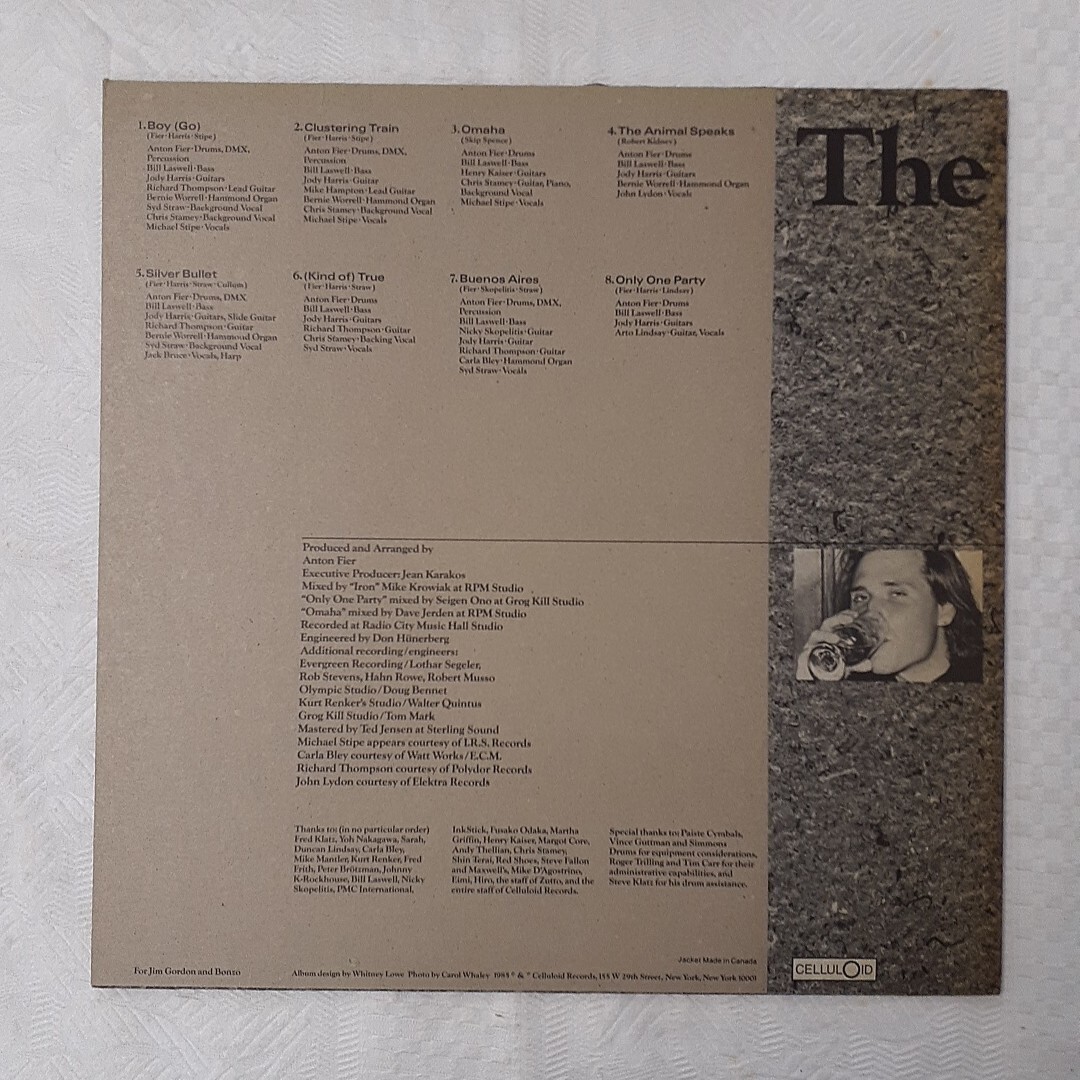 1. Boy (Go)
(Fier·Harris·Stipe)
Anton Fier·Drums, DMX,
Percussion
Bill Laswell·Bass
Jody Harris·Guitars
Richard Thompson·Lead Guitar
Bernie Worrell·Hammond Organ
Syd Straw·Background Vocal
Chris Stamey·Background Vocal
Michael Stipe·Vocals
2. Clustering Train
(Fier·Harris·Stipe)
Anton Fier·Drums, DMX,
Percussion
Bill Laswell·Bass
Jody Harris·Guitar
Mike Hampton·Lead Guitar
Bernie Worrell·Hammond Organ
Chris Stamey·Background Vocal
Michael Stipe·Vocals
3. Omaha
(Skip Spence)
Anton Fier·Drums
Bill Laswell·Bass
Henry Kaiser·Guitars
Chris Stamey·Guitar, Piano,
Background Vocal
Michael Stipe·Vocals
4. The Animal Speaks
(Robert Kidney)
Anton Fier·Drums
Bill Laswell·Bass
Jody Harris·Guitars
Bernie Worrell·Hammond Organ
John Lydon·Vocals
The
5. Silver Bullet
(Fier·Harris·Straw·Cullum)
Anton Fier·Drums, DMX
Bill Laswell·Bass
Jody Harris·Guitars, Slide Guitar
Richard Thompson·Guitar
Bernie Worrell·Hammond Organ
Syd Straw·Background Vocal
Jack Bruce·Vocals, Harp
6. (Kind of) True
(Fier·Harris·Straw)
Anton Fier·Drums
Bill Laswell·Bass
Jody Harris·Guitars
Richard Thompson·Guitar
Chris Stamey·Backing Vocal
Syd Straw·Vocals
7. Buenos Aires
(Fier·Skopelitis·Straw)
Anton Fier·Drums, DMX,
Percussion
Bill Laswell·Bass
Nicky Skopelitis·Guitar
Jody Harris·Guitar
Richard Thompson·Guitar
Carla Bley·Hammond Organ
Syd Straw·Vocals
8. Only One Party
(Fier·Harris·Lindsay)
Anton Fier·Drums
Bill Laswell·Bass
Jody Harris·Guitars
Arto Lindsay·Guitar, Vocals
Produced and Arranged by
Anton Fier
Executive Producer: Jean Karakos
Mixed by "Iron" Mike Krowiak at RPM Studio
"Only One Party" mixed by Seigen Ono at Grog Kill Studio
"Omaha" mixed by Dave Jerden at RPM Studio
Recorded at Radio City Music Hall Studio
Engineered by Don Hünerberg
Additional recording/engineers:
Evergreen Recording/Lothar Segeler,
Rob Stevens, Hahn Rowe, Robert Musso
Olympic Studio/Doug Bennet
Kurt Renker's Studio/Walter Quintus
Grog Kill Studio/Tom Mark
Mastered by Ted Jensen at Sterling Sound
Michael Stipe appears courtesy of I.R.S. Records
Carla Bley courtesy of Watt Works/E.C.M.
Richard Thompson courtesy of Polydor Records
John Lydon courtesy of Elektra Records
Thanks to: (in no particular order)
Fred Klatz, Yoh Nakagawa, Sarah,
Duncan Lindsay, Carla Bley,
Mike Mantler, Kurt Renker, Fred
Frith, Peter Brötzman, Johnny
K-Rockhouse, Bill Laswell, Nicky
Skopelitis, PMC International,
InkStick, Fusako Odaka, Martha
Griffin, Henry Kaiser, Margot Core,
Andy Thellian, Chris Stamey,
Shin Terai, Red Shoes, Steve Fallon
and Maxwell's, Mike D'Agostrino,
Eimi, Hiro, the staff of Zutto, and the
entire staff of Celluloid Records.
Special thanks to: Paiste Cymbals,
Vince Guttman and Simmons
Drums for equipment considerations,
Roger Trilling and Tim Carr for their
administrative capabilities, and
Steve Klatz for his drum assistance.
Jacket Made in Canada
For Jim Gordon and Bonzo
Album design by Whitney Lowe Photo by Carol Whaley 1985 © & ℗ Celluloid Records, 155 W 29th Street, New York, New York 10001
CELLULOID